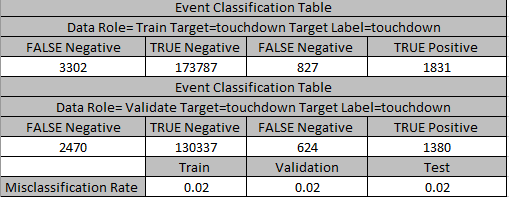 Event Classification Table
Data Role= Train Target=touchdown Target Label=touchdown
FALSE Negative TRUE Negative FALSE Negative TRUE Positive
3302 173787 827 1831
Event Classification Table
Data Role= Validate Target=touchdown Target Label=touchdown
FALSE Negative TRUE Negative FALSE Negative TRUE Positive
2470 130337 624 1380
Train Validation Test
Misclassification Rate 0.02 0.02 0.02